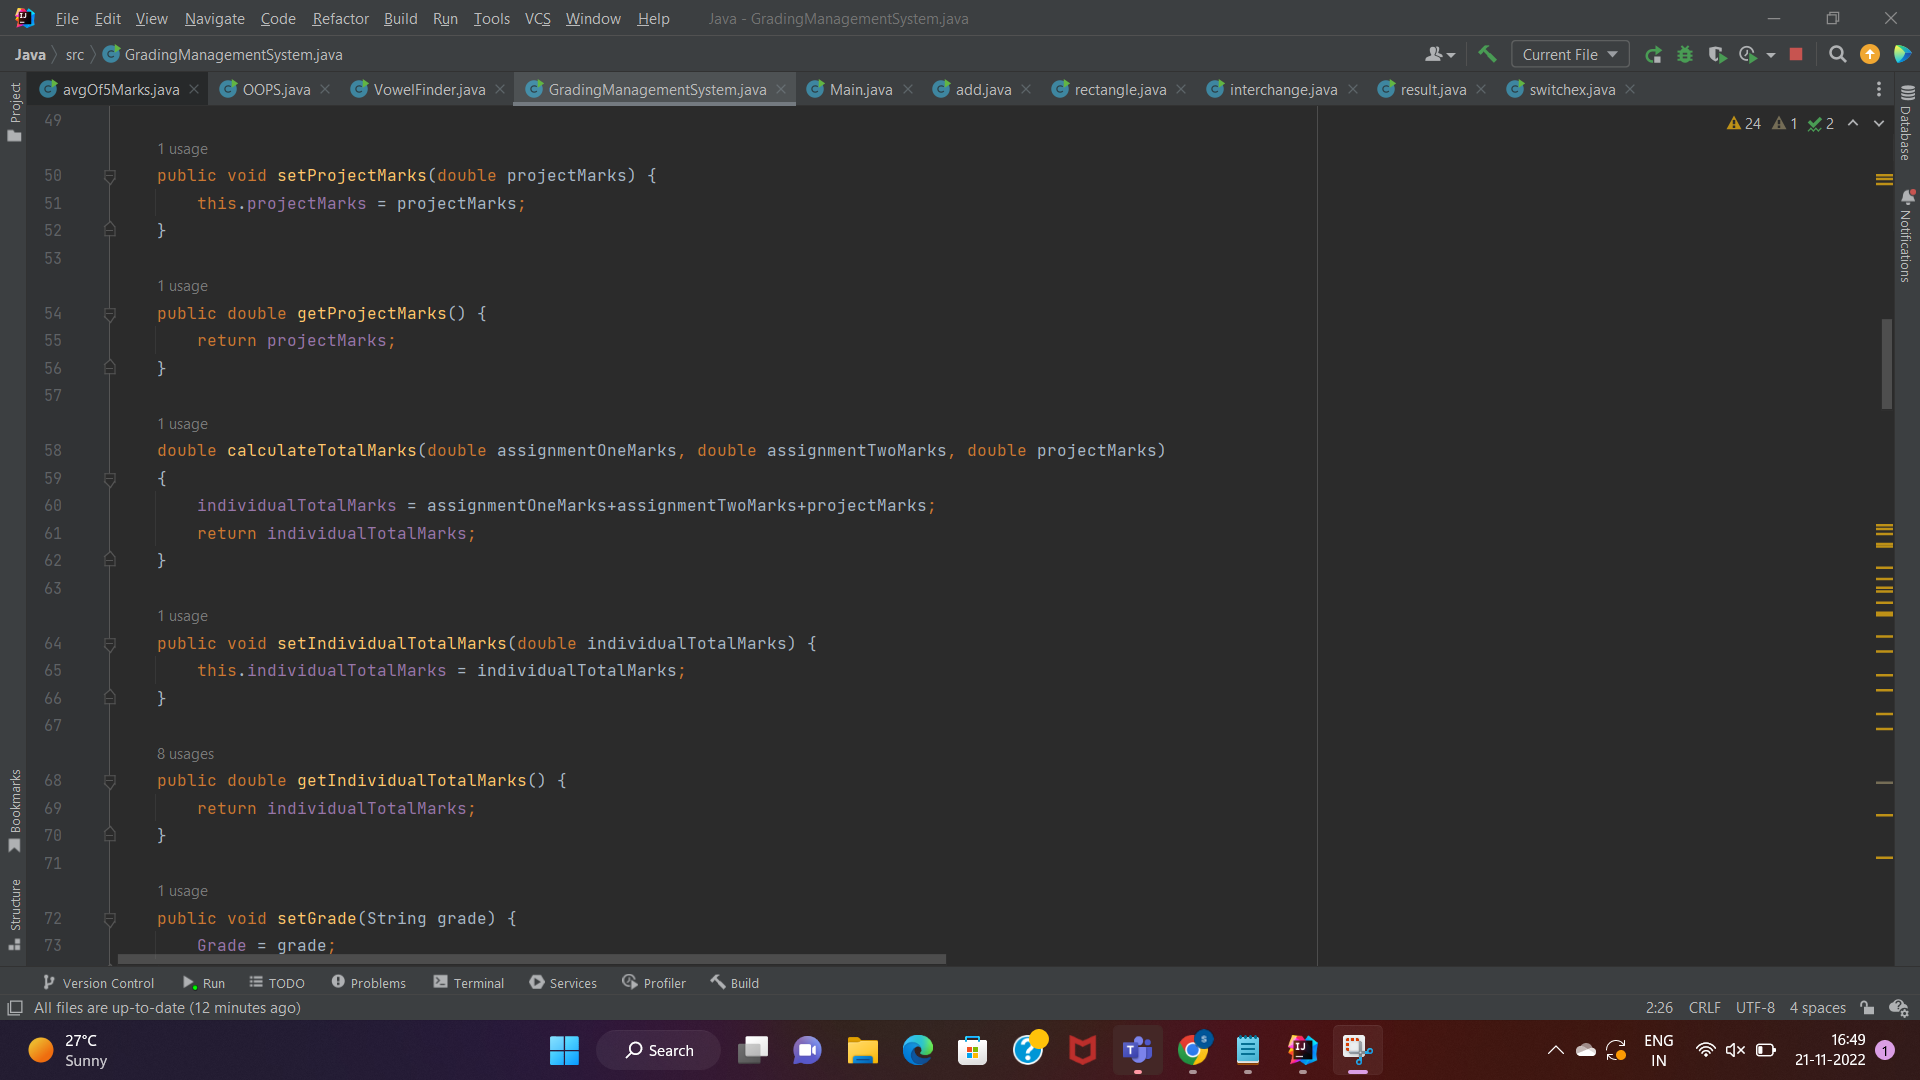 File Edit View Navigate Code Refactor Build Run Tools VCS Window Help Java - GradingManagementSystem.java
Java src GradingManagementSystem.java Current File
avgOf5Marks.java OOPS.java VowelFinder.java GradingManagementSystem.java Main.java add.java rectangle.java interchange.java result.java switchex.java
Project
Database
Notifications
24 1 2
49
1 usage
50 public void setProjectMarks(double projectMarks) {
51 this.projectMarks = projectMarks;
52 }
53
1 usage
54 public double getProjectMarks() {
55 return projectMarks;
56 }
57
1 usage
58 double calculateTotalMarks(double assignmentOneMarks, double assignmentTwoMarks, double projectMarks)
59 {
60 individualTotalMarks = assignmentOneMarks+assignmentTwoMarks+projectMarks;
61 return individualTotalMarks;
62 }
63
1 usage
64 public void setIndividualTotalMarks(double individualTotalMarks) {
65 this.individualTotalMarks = individualTotalMarks;
66 }
67
8 usages
68 public double getIndividualTotalMarks() {
69 return individualTotalMarks;
70 }
71
1 usage
72 public void setGrade(String grade) {
73 Grade = grade;
Bookmarks
Structure
Version Control Run TODO Problems Terminal Services Profiler Build
All files are up-to-date (12 minutes ago) 2:26 CRLF UTF-8 4 spaces
27°C
Sunny
Search
ENG
IN
16:49
21-11-2022
1